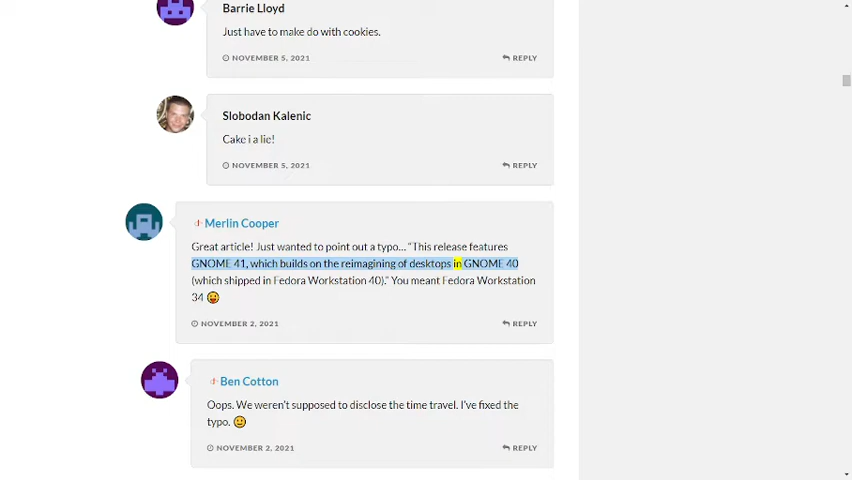 Barrie Lloyd
Just have to make do with cookies.
NOVEMBER 5, 2021 REPLY
Slobodan Kalenic
Cake i a lie!
NOVEMBER 5, 2021 REPLY
Merlin Cooper
Great article! Just wanted to point out a typo... “This release features
GNOME 41, which builds on the reimagining of desktops in GNOME 40
(which shipped in Fedora Workstation 40).” You meant Fedora Workstation
34 😛
NOVEMBER 2, 2021 REPLY
Ben Cotton
Oops. We weren’t supposed to disclose the time travel. I’ve fixed the
typo. 🙂
NOVEMBER 2, 2021 REPLY